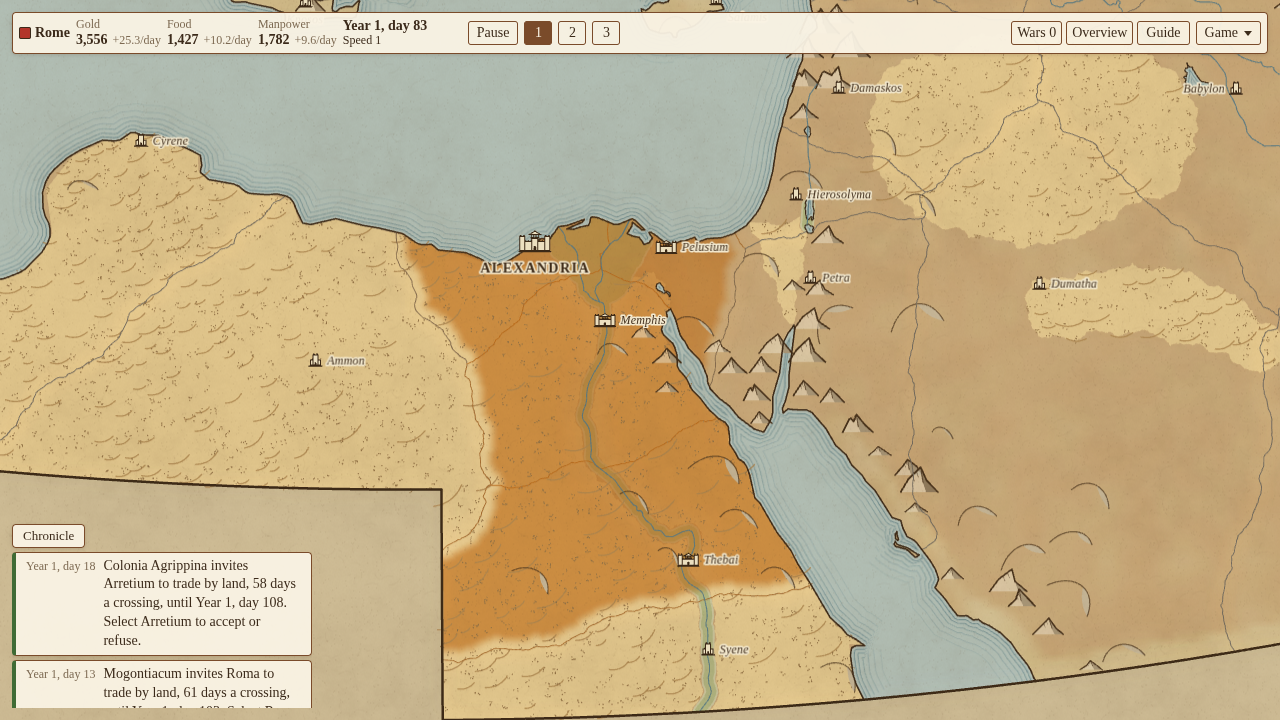 Rome
Gold
3,556 +25.3/day
Food
1,427 +10.2/day
Manpower
1,782 +9.6/day
Year 1, day 83
Speed 1
Pause
1
2
3
Wars 0
Overview
Guide
Game
Damaskos
Babylon
Cyrene
Hierosolyma
ALEXANDRIA
Pelusium
Petra
Dumatha
Memphis
Ammon
Thebai
Syene
Chronicle
Year 1, day 18 Colonia Agrippina invites
Arretium to trade by land, 58 days
a crossing, until Year 1, day 108.
Select Arretium to accept or
refuse.
Year 1, day 13 Mogontiacum invites Roma to
trade by land, 61 days a crossing,